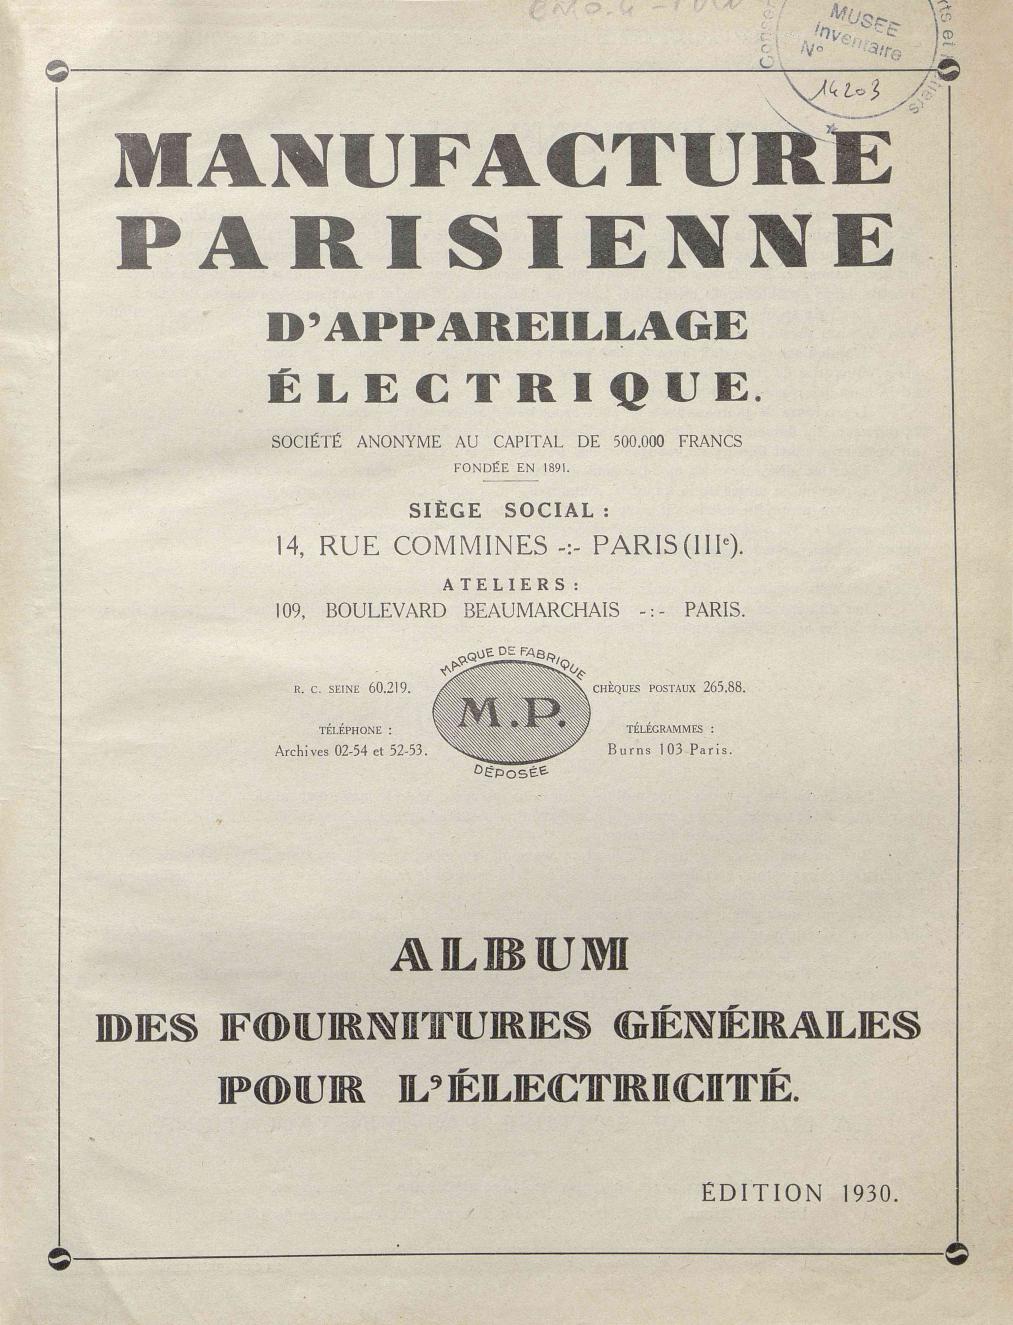 MUSEE
inventaire
N° 14203
MANUFACTURE
PARISIENNE
D'APPAREILLAGE
ÉLECTRIQUE.
SOCIÉTÉ ANONYME AU CAPITAL DE 500.000 FRANCS
FONDÉE EN 1891.
SIÈGE SOCIAL :
14, RUE COMMINES -:- PARIS (IIIe).
ATELIERS :
109, BOULEVARD BEAUMARCHAIS -:- PARIS.
MARQUE DE FABRIQUE
R. C. SEINE 60.219.
M.P.
CHÈQUES POSTAUX 265.88.
TÉLÉPHONE :
TÉLÉGRAMMES :
Archives 02-54 et 52-53.
Burns 103 Paris.
DÉPOSÉE
ALBUM
DES FOURNITURES GÉNÉRALES
POUR L'ÉLECTRICITÉ.
ÉDITION 1930.